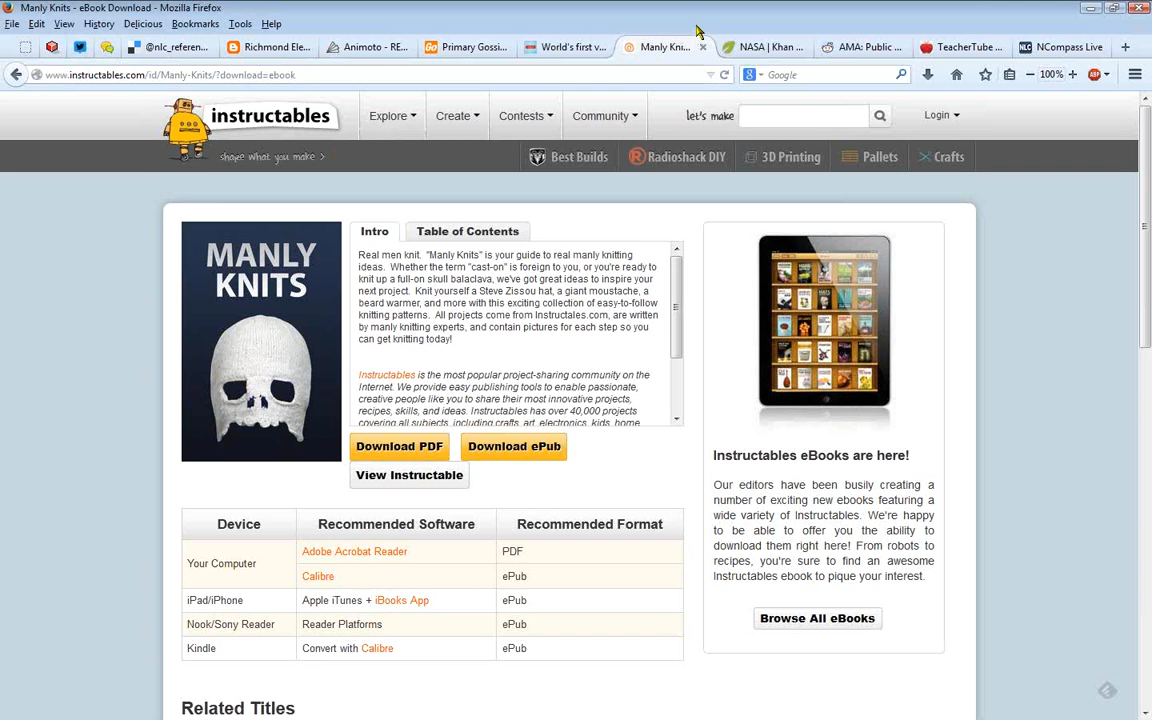 Manly Knits - eBook Download - Mozilla Firefox
File Edit View History Delicious Bookmarks Tools Help
@nlc_referen... Richmond Ele... Animoto - RE... Primary Gossi... World's first v... Manly Kni... NASA | Khan ... AMA: Public ... TeacherTube ... NCompass Live
www.instructables.com/id/Manly-Knits/?download=ebook Google 100% ABP
instructables Explore Create Contests Community let's make Login
share what you make > Best Builds Radioshack DIY 3D Printing Pallets Crafts
MANLY
KNITS
Intro Table of Contents
Real men knit. "Manly Knits" is your guide to real manly knitting
ideas. Whether the term "cast-on" is foreign to you, or you're ready to
knit up a full-on skull balaclava, we've got great ideas to inspire your
next project. Knit yourself a Steve Zissou hat, a giant moustache, a
beard warmer, and more with this exciting collection of easy-to-follow
knitting patterns. All projects come from Instructales.com, are written
by manly knitting experts, and contain pictures for each step so you
can get knitting today!
Instructables is the most popular project-sharing community on the
Internet. We provide easy publishing tools to enable passionate,
creative people like you to share their most innovative projects,
recipes, skills, and ideas. Instructables has over 40,000 projects
covering all subjects, including crafts, art, electronics, kids, home,
Download PDF Download ePub
View Instructable
Device Recommended Software Recommended Format
Your Computer Adobe Acrobat Reader PDF
Calibre ePub
iPad/iPhone Apple iTunes + iBooks App ePub
Nook/Sony Reader Reader Platforms ePub
Kindle Convert with Calibre ePub
Related Titles
Instructables eBooks are here!
Our editors have been busily creating a
number of exciting new ebooks featuring a
wide variety of Instructables. We're happy
to be able to offer you the ability to
download them right here! From robots to
recipes, you're sure to find an awesome
Instructables ebook to pique your interest.
Browse All eBooks